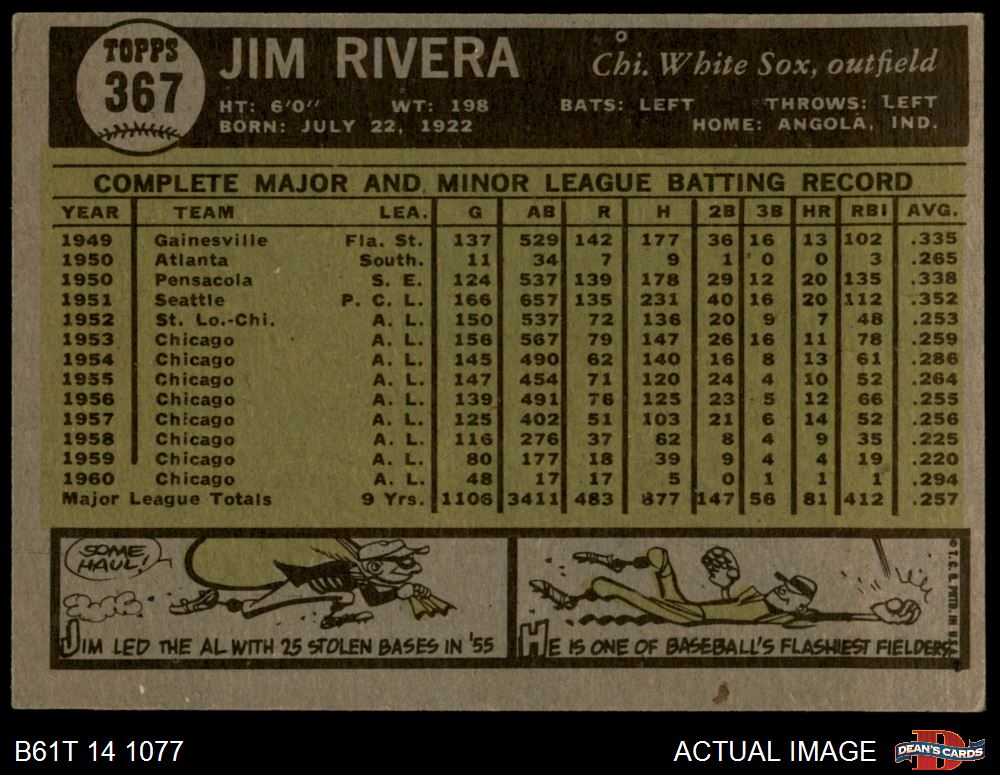 TOPPS
367
JIM RIVERA
Chi. White Sox, outfield
HT: 6'0" WT: 198 BATS: LEFT THROWS: LEFT
BORN: JULY 22, 1922 HOME: ANGOLA, IND.
COMPLETE MAJOR AND MINOR LEAGUE BATTING RECORD
YEAR TEAM LEA. G AB R H 2B 3B HR RBI AVG.
1949 Gainesville Fla. St. 137 529 142 177 36 16 13 102 .335
1950 Atlanta South. 11 34 7 9 1 0 0 3 .265
1950 Pensacola S. E. 124 537 139 178 29 12 20 135 .338
1951 Seattle P. C. L. 166 657 135 231 40 16 20 112 .352
1952 St. Lo.-Chi. A. L. 150 537 72 136 20 9 7 48 .253
1953 Chicago A. L. 156 567 79 147 26 16 11 78 .259
1954 Chicago A. L. 145 490 62 140 16 8 13 61 .286
1955 Chicago A. L. 147 454 71 120 24 4 10 52 .264
1956 Chicago A. L. 139 491 76 125 23 5 12 66 .255
1957 Chicago A. L. 125 402 51 103 21 6 14 52 .256
1958 Chicago A. L. 116 276 37 62 8 4 9 35 .225
1959 Chicago A. L. 80 177 18 39 9 4 4 19 .220
1960 Chicago A. L. 48 17 17 5 0 1 1 1 .294
Major League Totals 9 Yrs. 1106 3411 483 877 147 56 81 412 .257
SOME
HAUL!
JIM LED THE AL WITH 25 STOLEN BASES IN '55
HE IS ONE OF BASEBALL'S FLASHIEST FIELDERS
© T. C. G. PRTD. IN U.S.A.
B61T 14 1077
ACTUAL IMAGE
DEAN'S CARDS